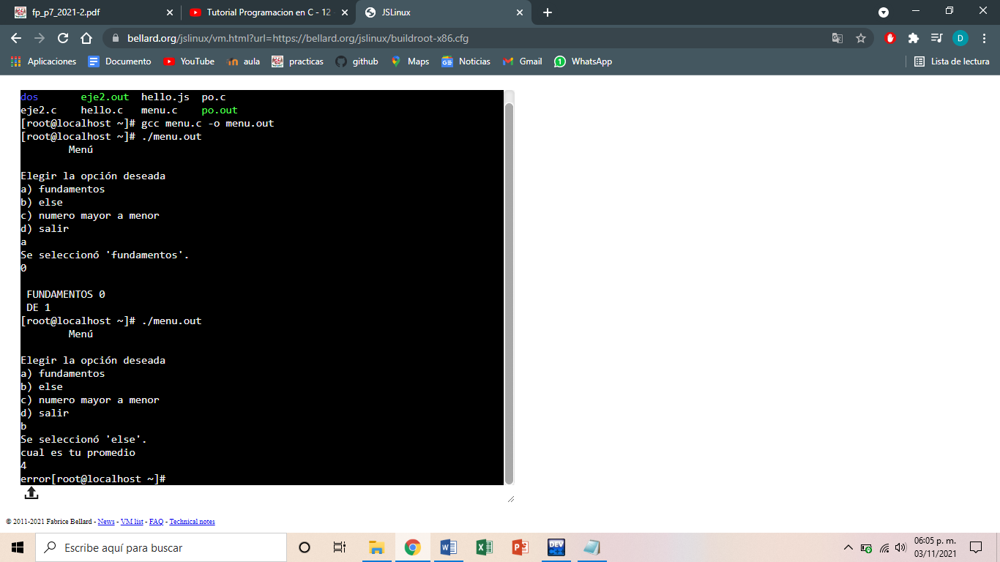 fp_p7_2021-2.pdf
Tutorial Programacion en C - 12
JSLinux
bellard.org/jslinux/vm.html?url=https://bellard.org/jslinux/buildroot-x86.cfg
D
Aplicaciones
Documento
YouTube
aula
practicas
github
Maps
Noticias
Gmail
WhatsApp
Lista de lectura
dos       eje2.out  hello.js  po.c
eje2.c    hello.c   menu.c    po.out
[root@localhost ~]# gcc menu.c -o menu.out
[root@localhost ~]# ./menu.out
        Menú
Elegir la opción deseada
a) fundamentos
b) else
c) numero mayor a menor
d) salir
a
Se seleccionó 'fundamentos'.
0
 FUNDAMENTOS 0
 DE 1
[root@localhost ~]# ./menu.out
        Menú
Elegir la opción deseada
a) fundamentos
b) else
c) numero mayor a menor
d) salir
b
Se seleccionó 'else'.
cual es tu promedio
4
error[root@localhost ~]#
© 2011-2021 Fabrice Bellard - News - VM list - FAQ - Technical notes
Escribe aquí para buscar
DEV
06:05 p. m.
03/11/2021